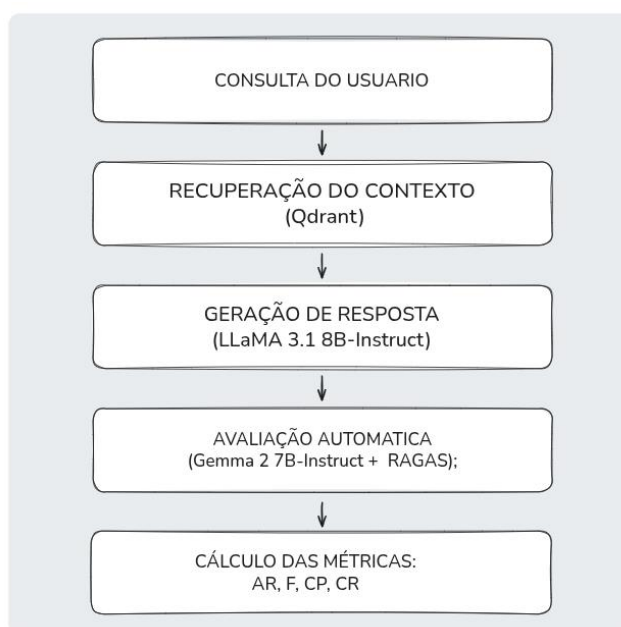 CONSULTA DO USUARIO
RECUPERAÇÃO DO CONTEXTO
(Qdrant)
GERAÇÃO DE RESPOSTA
(LLaMA 3.1 8B-Instruct)
AVALIAÇÃO AUTOMATICA
(Gemma 2 7B-Instruct + RAGAS);
CÁLCULO DAS MÉTRICAS:
AR, F, CP, CR